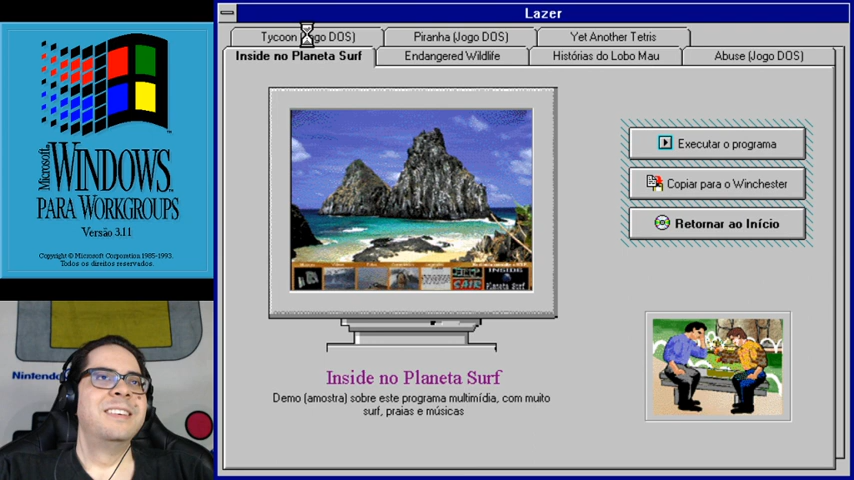 Microsoft®
WINDOWS™
PARA WORKGROUPS
Versão 3.11
Copyright © Microsoft Corporation 1985-1993.
Todos os direitos reservados.
Nintendo
Lazer
Tycoon (Jogo DOS)
Piranha (Jogo DOS)
Yet Another Tetris
Inside no Planeta Surf
Endangered Wildlife
Histórias do Lobo Mau
Abuse (Jogo DOS)
INSIDE
Planeta Surf
Executar o programa
Copiar para o Winchester
Retornar ao Início
Inside no Planeta Surf
Demo (amostra) sobre este programa multimídia, com muito
surf, praias e músicas